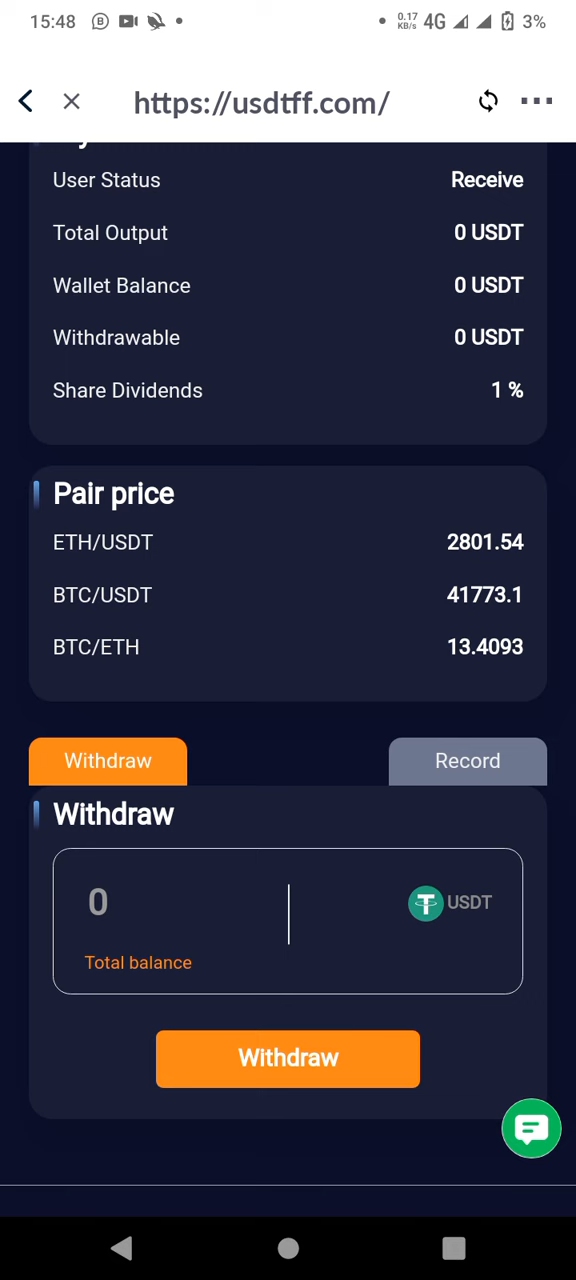 15:48 0.17 KB/s 4G 3%
https://usdtff.com/
User Status Receive
Total Output 0 USDT
Wallet Balance 0 USDT
Withdrawable 0 USDT
Share Dividends 1 %
Pair price
ETH/USDT 2801.54
BTC/USDT 41773.1
BTC/ETH 13.4093
Withdraw Record
Withdraw
0 USDT
Total balance
Withdraw